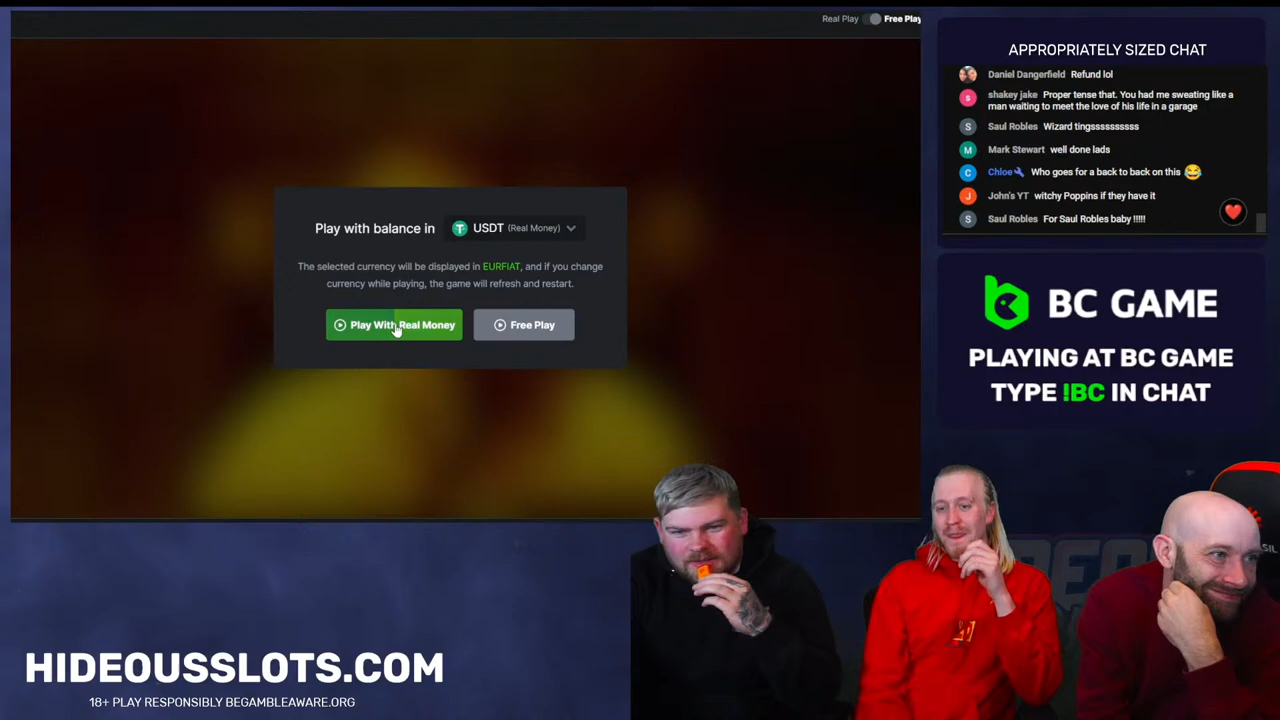 Real Play Free Play
Play with balance in USDT (Real Money)
The selected currency will be displayed in EURFIAT, and if you change
currency while playing, the game will refresh and restart.
Play With Real Money
Free Play
APPROPRIATELY SIZED CHAT
Daniel Dangerfield Refund lol
shakey jake Proper tense that. You had me sweating like a
man waiting to meet the love of his life in a garage
Saul Robles Wizard tingssssssssss
Mark Stewart well done lads
Chloe🔧 Who goes for a back to back on this 😂
John's YT witchy Poppins if they have it
Saul Robles For Saul Robles baby !!!!!
BC GAME
PLAYING AT BC GAME
TYPE !BC IN CHAT
HIDEOUSSLOTS.COM
18+ PLAY RESPONSIBLY BEGAMBLEAWARE.ORG